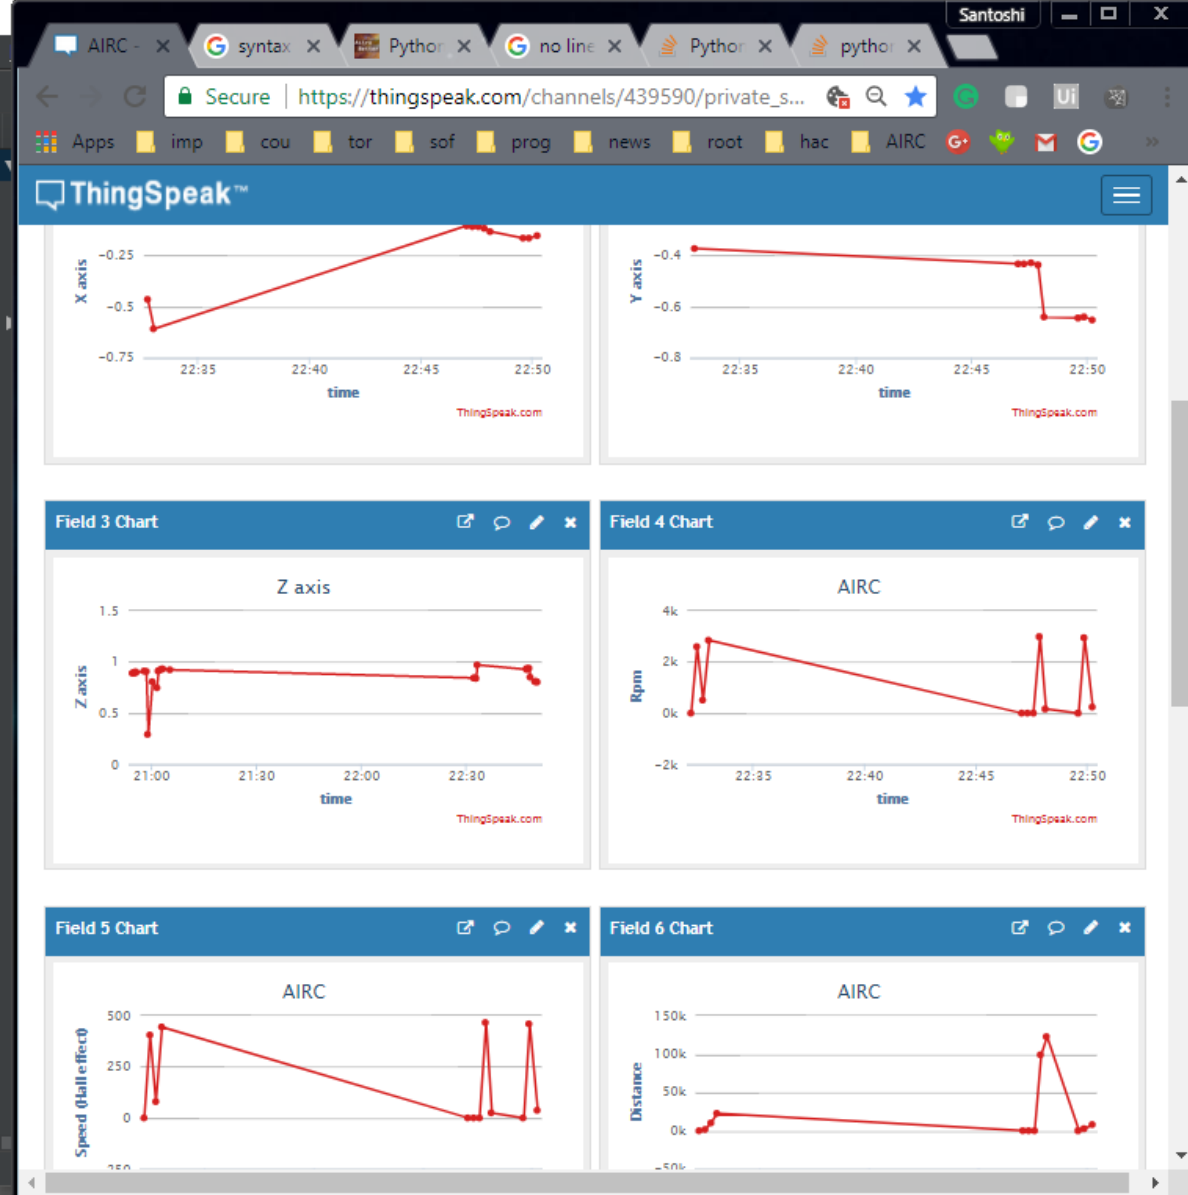 Santoshi
AIRC -
syntax
Python
no line
Python
python
Secure
https://thingspeak.com/channels/439590/private_s...
Ui
Apps
imp
cou
tor
sof
prog
news
root
hac
AIRC
G+
»
ThingSpeak™
X axis
-0.25
-0.5
-0.75
22:35
22:40
22:45
22:50
time
ThingSpeak.com
Y axis
-0.4
-0.6
-0.8
22:35
22:40
22:45
22:50
time
ThingSpeak.com
Field 3 Chart
Z axis
Z axis
1.5
1
0.5
0
21:00
21:30
22:00
22:30
time
ThingSpeak.com
Field 4 Chart
AIRC
Rpm
4k
2k
0k
-2k
22:35
22:40
22:45
22:50
time
ThingSpeak.com
Field 5 Chart
AIRC
Speed (Hall effect)
500
250
0
Field 6 Chart
AIRC
Distance
150k
100k
50k
0k
-50k